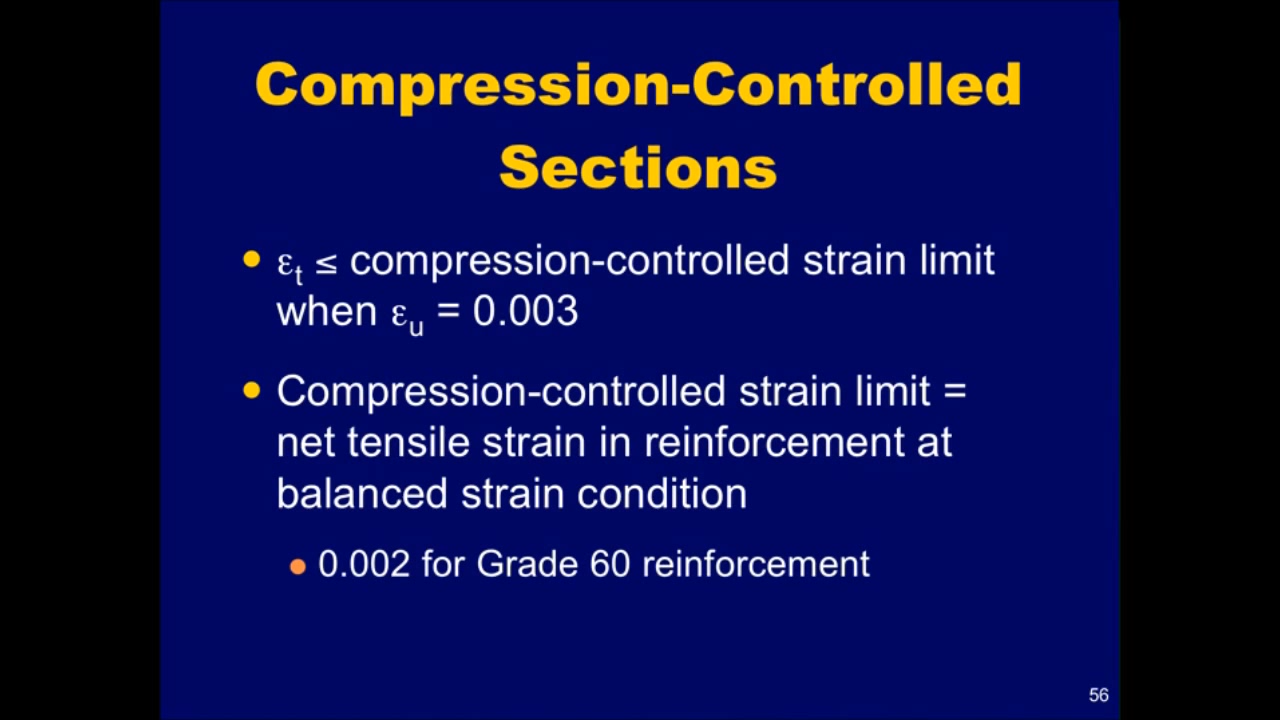 Compression-Controlled
Sections
• εt ≤ compression-controlled strain limit
when εu = 0.003
• Compression-controlled strain limit =
net tensile strain in reinforcement at
balanced strain condition
• 0.002 for Grade 60 reinforcement
56